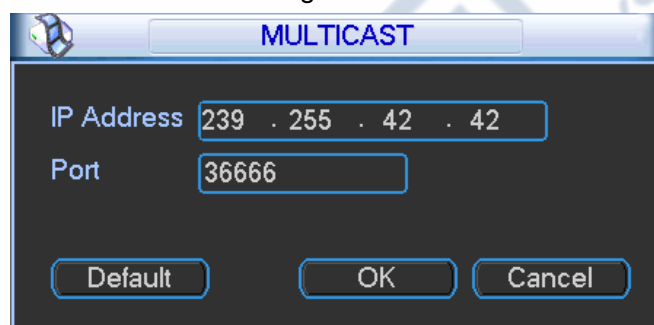 MULTICAST
IP Address 239 . 255 . 42 . 42
Port 36666
Default OK Cancel